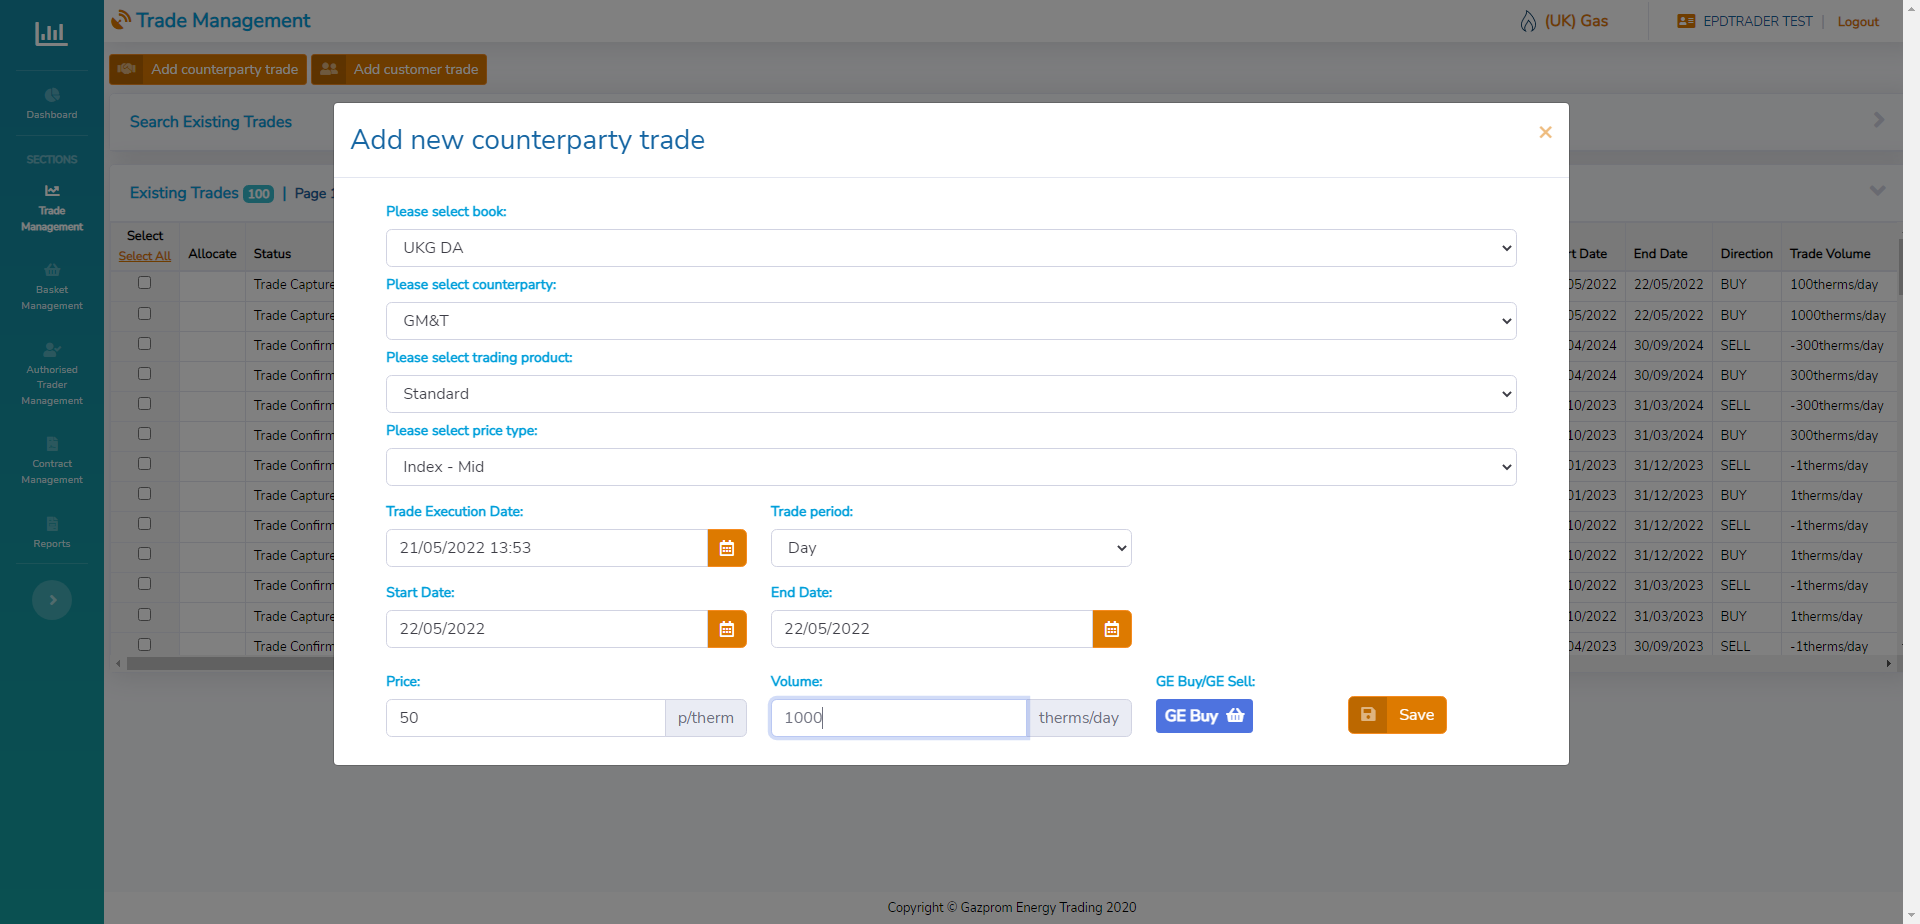 Trade Management
(UK) Gas
EPDTRADER TEST | Logout
Add counterparty trade
Add customer trade
Dashboard
SECTIONS
Trade
Management
Basket
Management
Authorised
Trader
Management
Contract
Management
Reports
Search Existing Trades
Existing Trades 100 | Page
Select
Select All
Allocate
Status
Trade Capture
Trade Capture
Trade Confirm
Trade Confirm
Trade Confirm
Trade Confirm
Trade Confirm
Trade Capture
Trade Confirm
Trade Capture
Trade Confirm
Trade Capture
Trade Confirm
Add new counterparty trade
×
Please select book:
UKG DA
Please select counterparty:
GM&T
Please select trading product:
Standard
Please select price type:
Index - Mid
Trade Execution Date:
Trade period:
21/05/2022 13:53
Day
Start Date:
End Date:
22/05/2022
22/05/2022
Price:
Volume:
GE Buy/GE Sell:
50 p/therm
1000 therms/day
GE Buy
Save
rt Date End Date Direction Trade Volume
05/2022 22/05/2022 BUY 100therms/day
05/2022 22/05/2022 BUY 1000therms/day
04/2024 30/09/2024 SELL -300therms/day
04/2024 30/09/2024 BUY 300therms/day
10/2023 31/03/2024 SELL -300therms/day
10/2023 31/03/2024 BUY 300therms/day
01/2023 31/12/2023 SELL -1therms/day
01/2023 31/12/2023 BUY 1therms/day
10/2022 31/12/2022 SELL -1therms/day
10/2022 31/12/2022 BUY 1therms/day
10/2022 31/03/2023 SELL -1therms/day
10/2022 31/03/2023 BUY 1therms/day
04/2023 30/09/2023 SELL -1therms/day
Copyright © Gazprom Energy Trading 2020